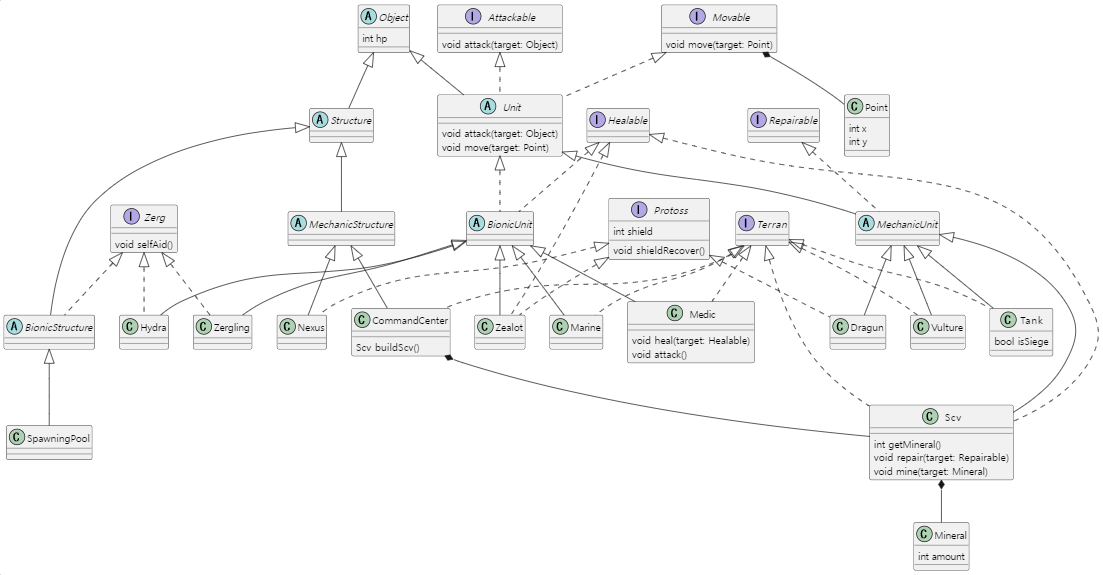 A Object
int hp
I Attackable
void attack(target: Object)
I Movable
void move(target: Point)
A Structure
A Unit
void attack(target: Object)
void move(target: Point)
I Healable
I Repairable
C Point
int x
int y
I Zerg
void selfAid()
A MechanicStructure
A BionicUnit
I Protoss
int shield
void shieldRecover()
I Terran
A MechanicUnit
A BionicStructure
C Hydra
C Zergling
C Nexus
C CommandCenter
Scv buildScv()
C Zealot
C Marine
C Medic
void heal(target: Healable)
void attack()
C Dragun
C Vulture
C Tank
bool isSiege
C SpawningPool
C Scv
int getMineral()
void repair(target: Repairable)
void mine(target: Mineral)
C Mineral
int amount